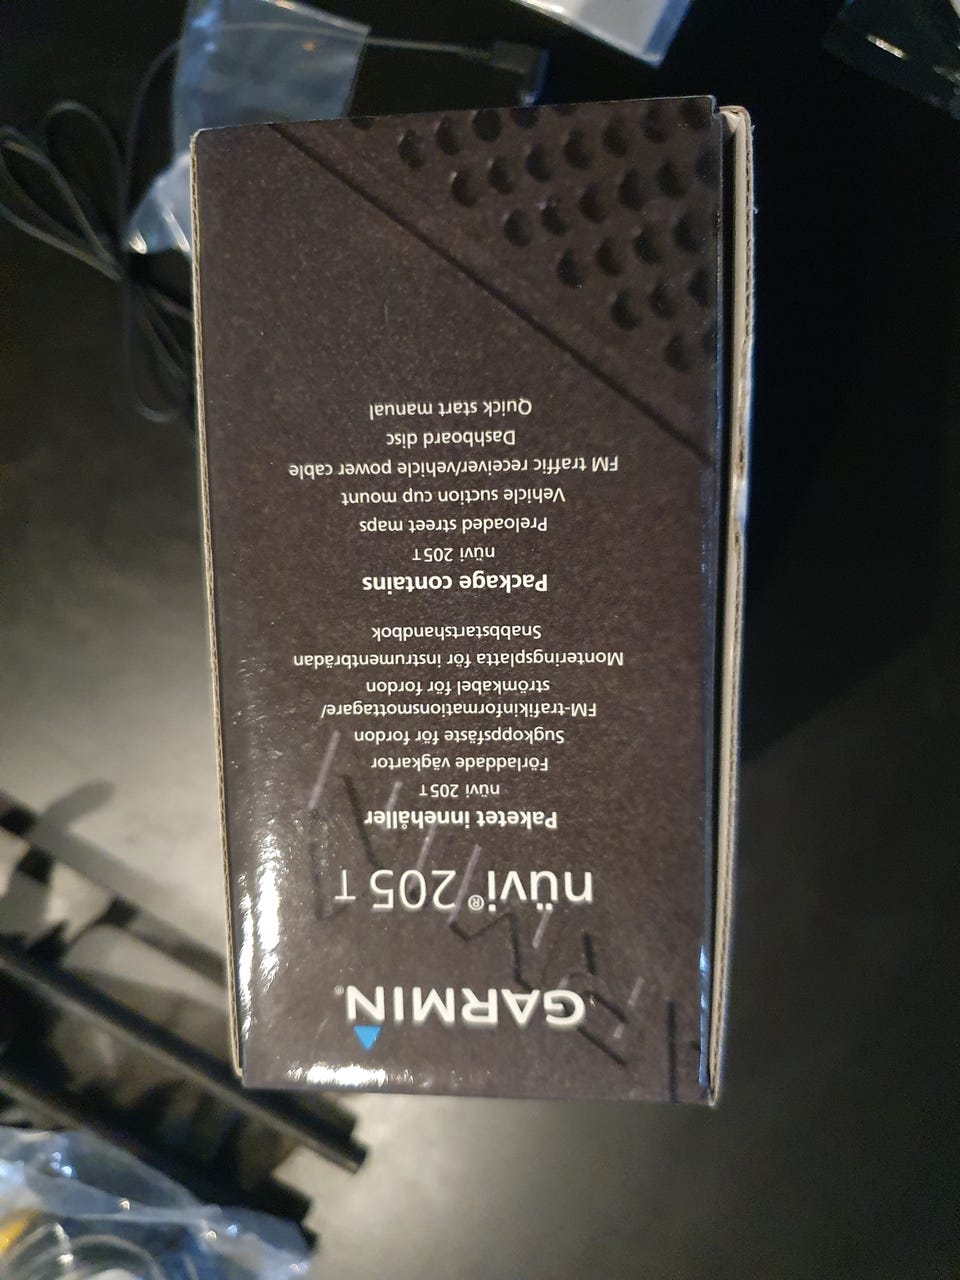 GARMIN®
nüvi® 205 T
Paketet innehåller
nüvi 205T
Förladdade vägkartor
Sugkoppsfäste för fordon
FM-trafikinformationsmottagare/
strömkabel för fordon
Monteringsplatta för instrumentbrädan
Snabbstartshandbok
Package contains
nüvi 205T
Preloaded street maps
Vehicle suction cup mount
FM traffic receiver/vehicle power cable
Dashboard disc
Quick start manual